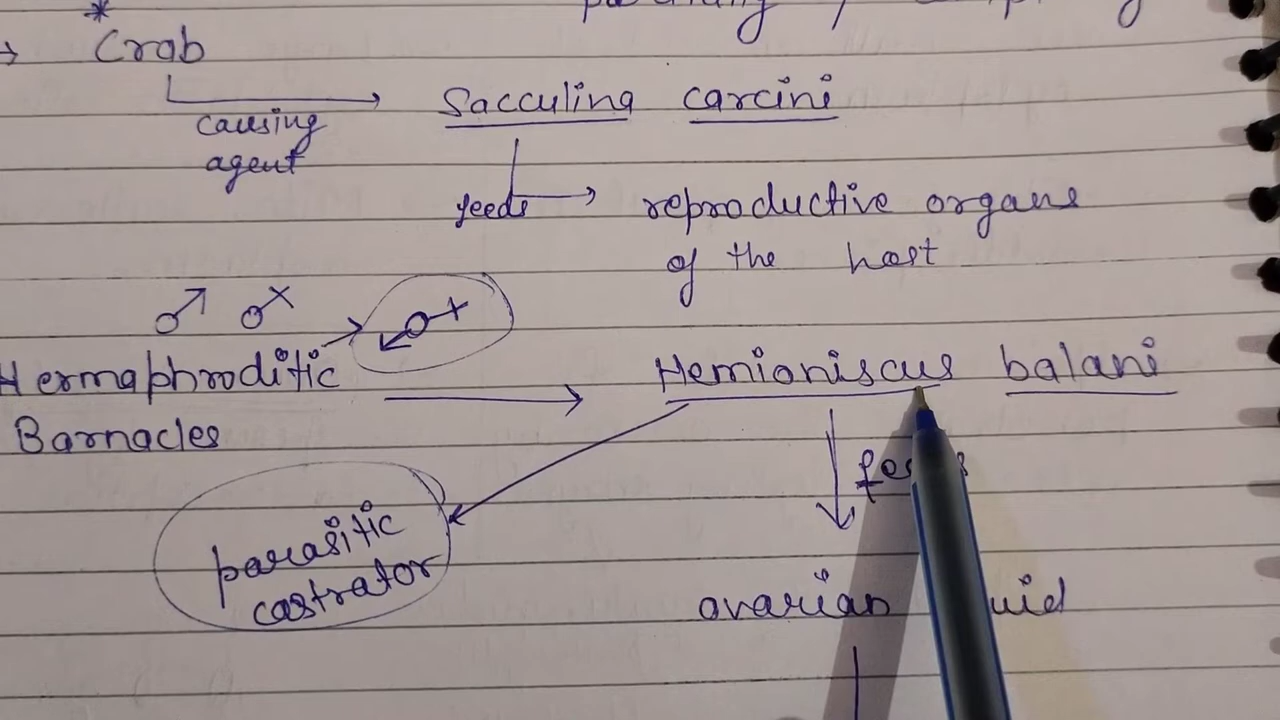 Crab
Sacculina carcini
causing
agent
feeds
reproductive organs
of the host
Hermaphroditic
Hemioniscus balani
Barnacles
parasitic
castrator
ovarian